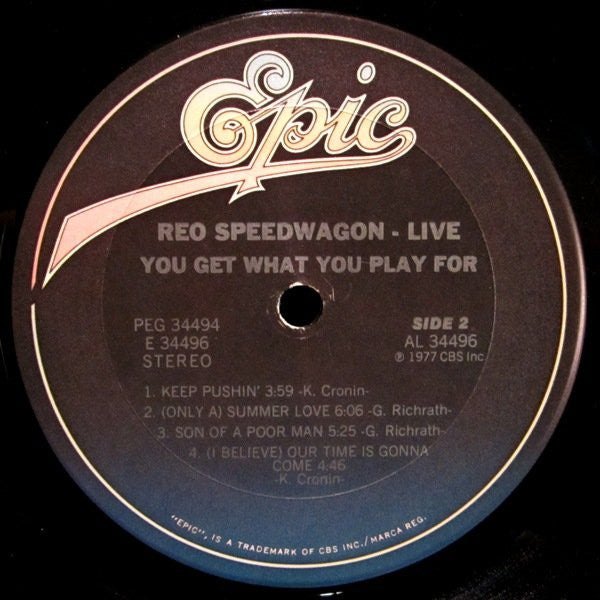 Epic
REO SPEEDWAGON - LIVE
YOU GET WHAT YOU PLAY FOR
PEG 34494
E 34496
STEREO
SIDE 2
AL 34496
℗ 1977 CBS Inc
1. KEEP PUSHIN' 3:59 -K. Cronin-
2. (ONLY A) SUMMER LOVE 6:06 -G. Richrath-
3. SON OF A POOR MAN 5:25 -G. Richrath-
4. (I BELIEVE) OUR TIME IS GONNA
COME 4:46
-K. Cronin-
"EPIC", IS A TRADEMARK OF CBS INC./MARCA REG.